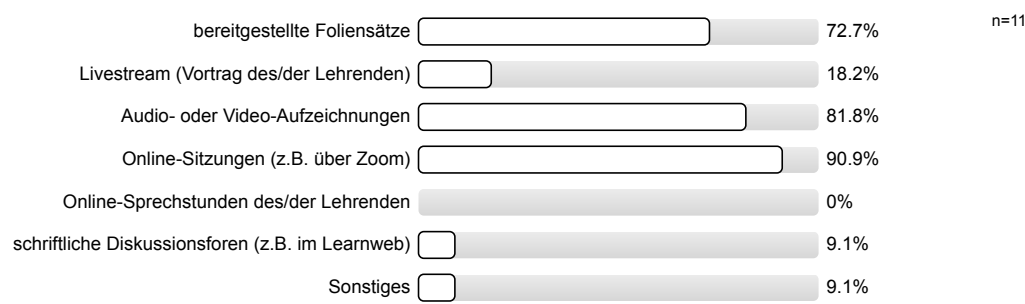 bereitgestellte Foliensätze 72.7% n=11
Livestream (Vortrag des/der Lehrenden) 18.2%
Audio- oder Video-Aufzeichnungen 81.8%
Online-Sitzungen (z.B. über Zoom) 90.9%
Online-Sprechstunden des/der Lehrenden 0%
schriftliche Diskussionsforen (z.B. im Learnweb) 9.1%
Sonstiges 9.1%